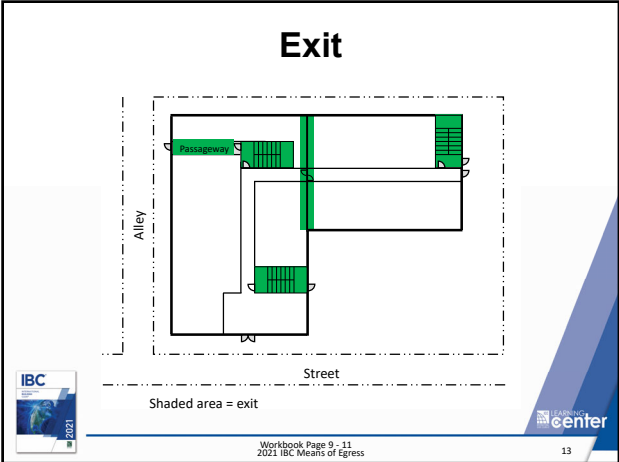 Exit
Passageway
Alley
Street
Shaded area = exit
IBC
2021
LEARNING
center
Workbook Page 9 - 11
2021 IBC Means of Egress
13